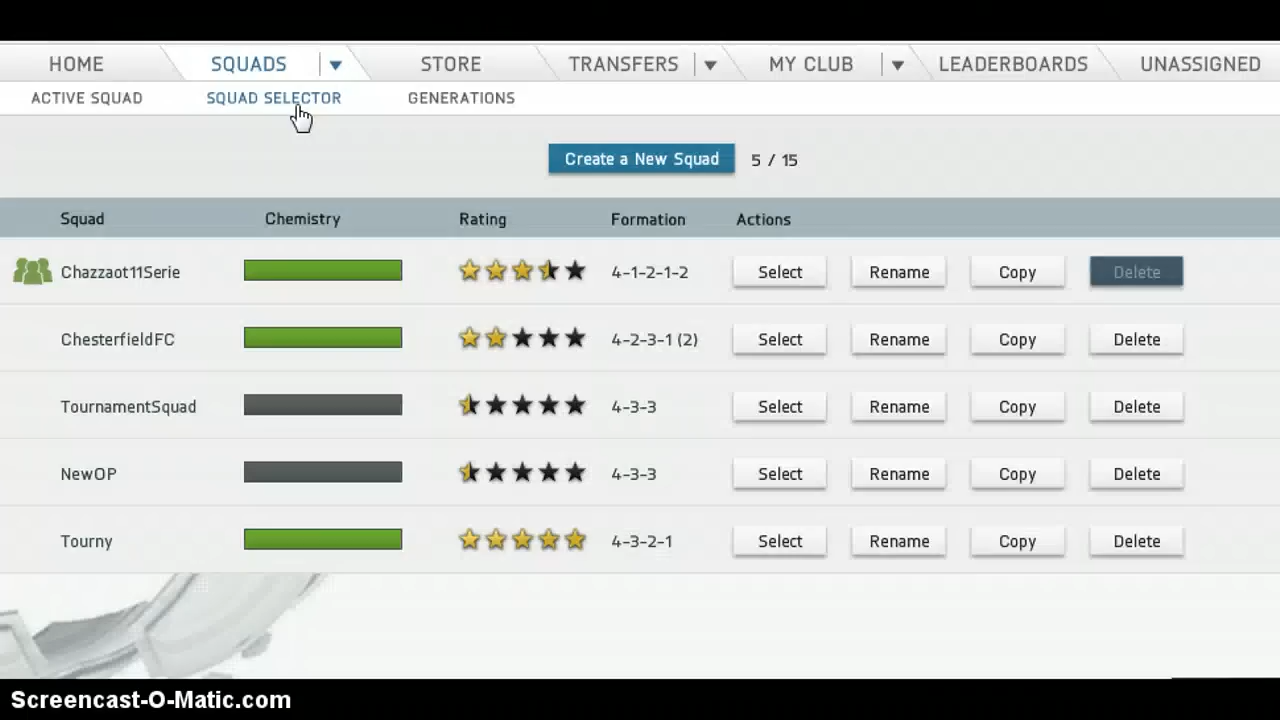 HOME SQUADS STORE TRANSFERS MY CLUB LEADERBOARDS UNASSIGNED
ACTIVE SQUAD SQUAD SELECTOR GENERATIONS
Create a New Squad 5 / 15
Squad Chemistry Rating Formation Actions
Chazzaot11Serie 4-1-2-1-2 Select Rename Copy Delete
ChesterfieldFC 4-2-3-1 (2) Select Rename Copy Delete
TournamentSquad 4-3-3 Select Rename Copy Delete
NewOP 4-3-3 Select Rename Copy Delete
Tourny 4-3-2-1 Select Rename Copy Delete
Screencast-O-Matic.com